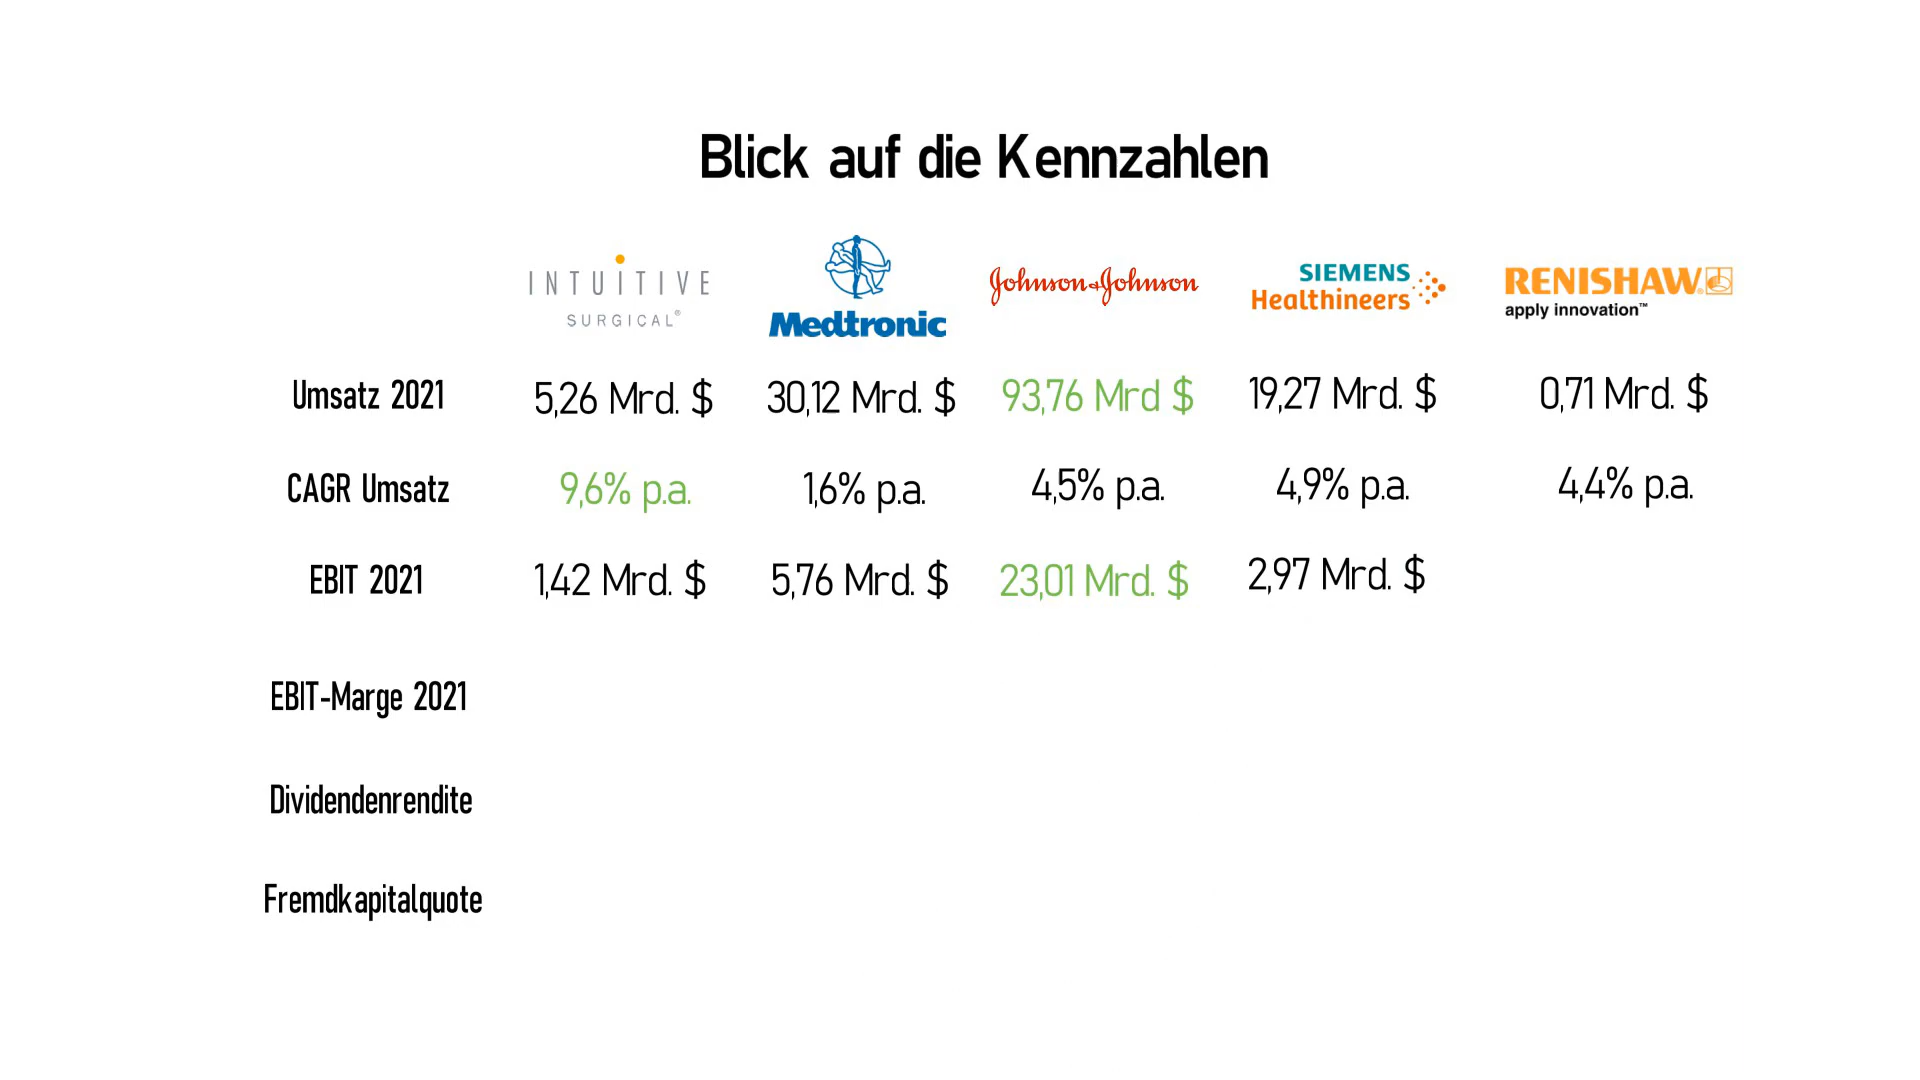 Blick auf die Kennzahlen
INTUITIVE
SURGICAL®
Medtronic
Johnson & Johnson
SIEMENS
Healthineers
RENISHAW®
apply innovation™
Umsatz 2021 5,26 Mrd. $ 30,12 Mrd. $ 93,76 Mrd $ 19,27 Mrd. $ 0,71 Mrd. $
CAGR Umsatz 9,6% p.a. 1,6% p.a. 4,5% p.a. 4,9% p.a. 4,4% p.a.
EBIT 2021 1,42 Mrd. $ 5,76 Mrd. $ 23,01 Mrd. $ 2,97 Mrd. $
EBIT-Marge 2021
Dividendenrendite
Fremdkapitalquote